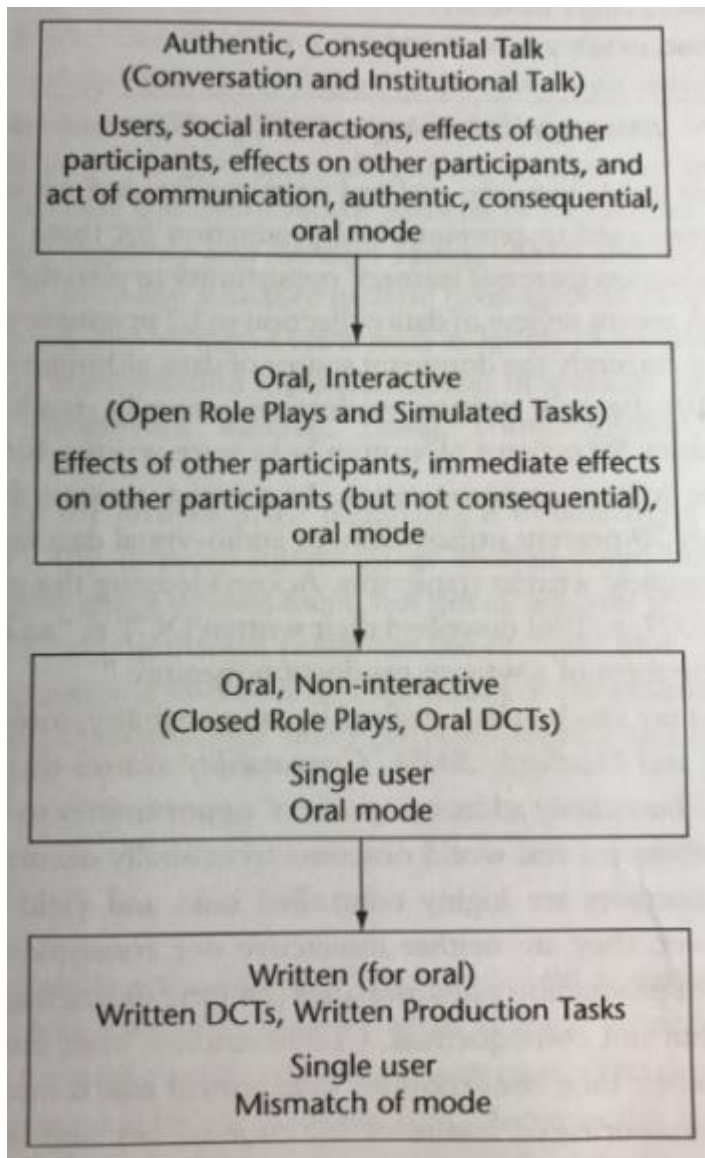 Authentic, Consequential Talk
(Conversation and Institutional Talk)
Users, social interactions, effects of other
participants, effects on other participants, and
act of communication, authentic, consequential,
oral mode
Oral, Interactive
(Open Role Plays and Simulated Tasks)
Effects of other participants, immediate effects
on other participants (but not consequential),
oral mode
Oral, Non-interactive
(Closed Role Plays, Oral DCTs)
Single user
Oral mode
Written (for oral)
Written DCTs, Written Production Tasks
Single user
Mismatch of mode